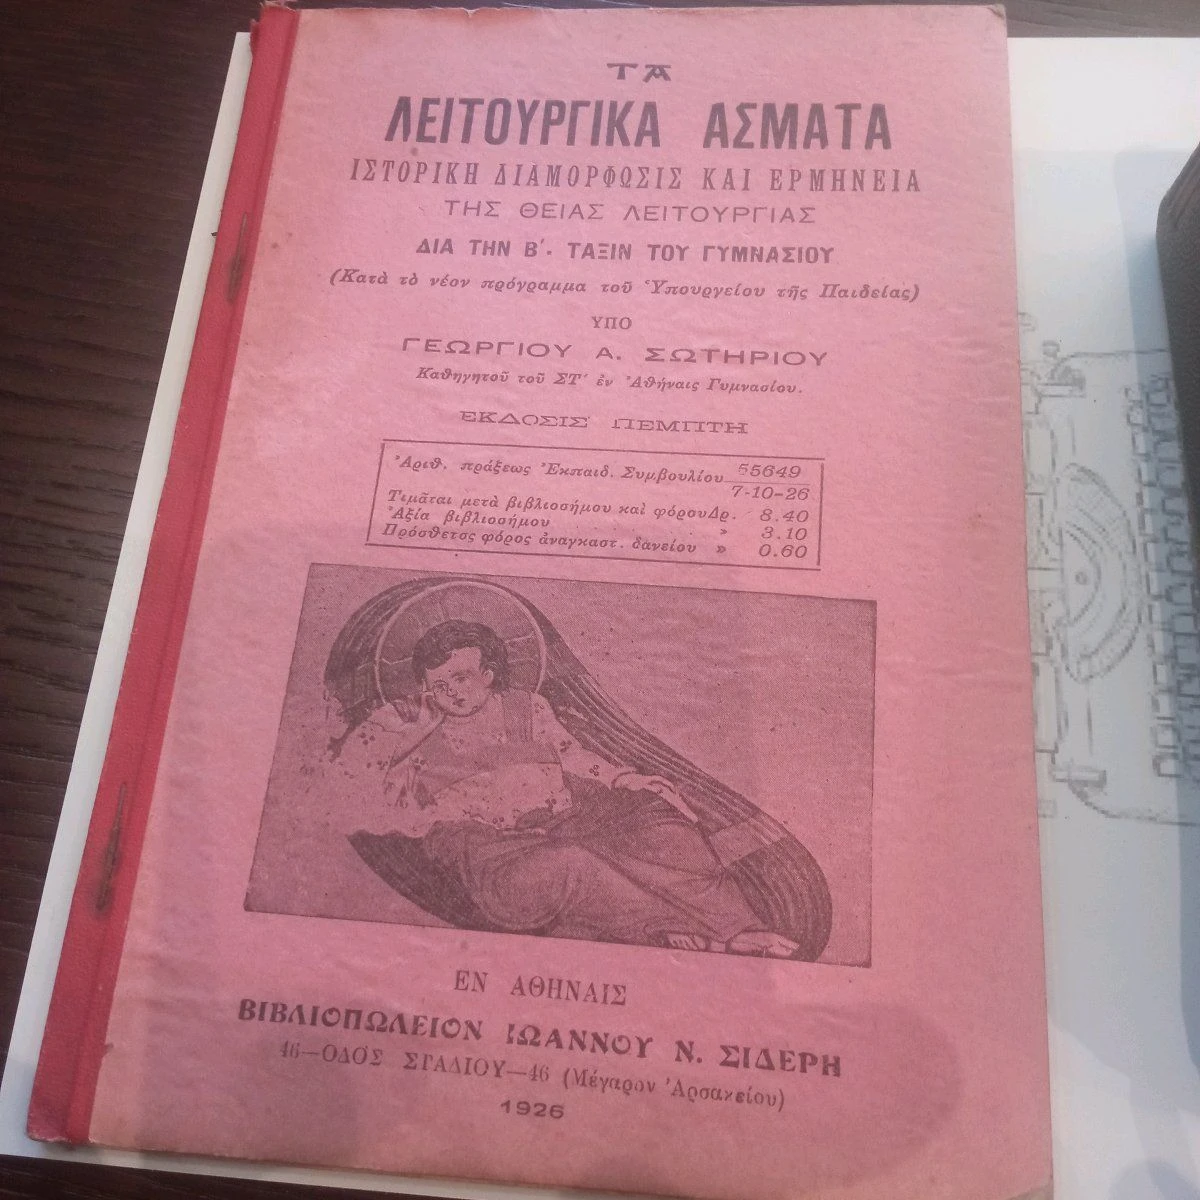 ΤΑ
ΛΕΙΤΟΥΡΓΙΚΑ ΑΣΜΑΤΑ
ΙΣΤΟΡΙΚΗ ΔΙΑΜΟΡΦΩΣΙΣ ΚΑΙ ΕΡΜΗΝΕΙΑ
ΤΗΣ ΘΕΙΑΣ ΛΕΙΤΟΥΡΓΙΑΣ
ΔΙΑ ΤΗΝ Β΄. ΤΑΞΙΝ ΤΟΥ ΓΥΜΝΑΣΙΟΥ
(Κατὰ τὸ νέον πρόγραμμα τοῦ Ὑπουργείου τῆς Παιδείας)
ΥΠΟ
ΓΕΩΡΓΙΟΥ Α. ΣΩΤΗΡΙΟΥ
Καθηγητοῦ τοῦ ΣΤ΄ ἐν Ἀθήναις Γυμνασίου.
ΕΚΔΟΣΙΣ ΠΕΜΠΤΗ
Ἀριθ. πράξεως Ἐκπαιδ. Συμβουλίου 55649
7-10-26
Τιμᾶται μετὰ βιβλιοσήμου καὶ φόρου Δρ. 8.40
Ἀξία βιβλιοσήμου » 3.10
Πρόσθετος φόρος ἀναγκαστ. δανείου » 0.60
ΕΝ ΑΘΗΝΑΙΣ
ΒΙΒΛΙΟΠΩΛΕΙΟΝ ΙΩΑΝΝΟΥ Ν. ΣΙΔΕΡΗ
46—ΟΔΟΣ ΣΤΑΔΙΟΥ—46 (Μέγαρον Ἀρσακείου)
1926